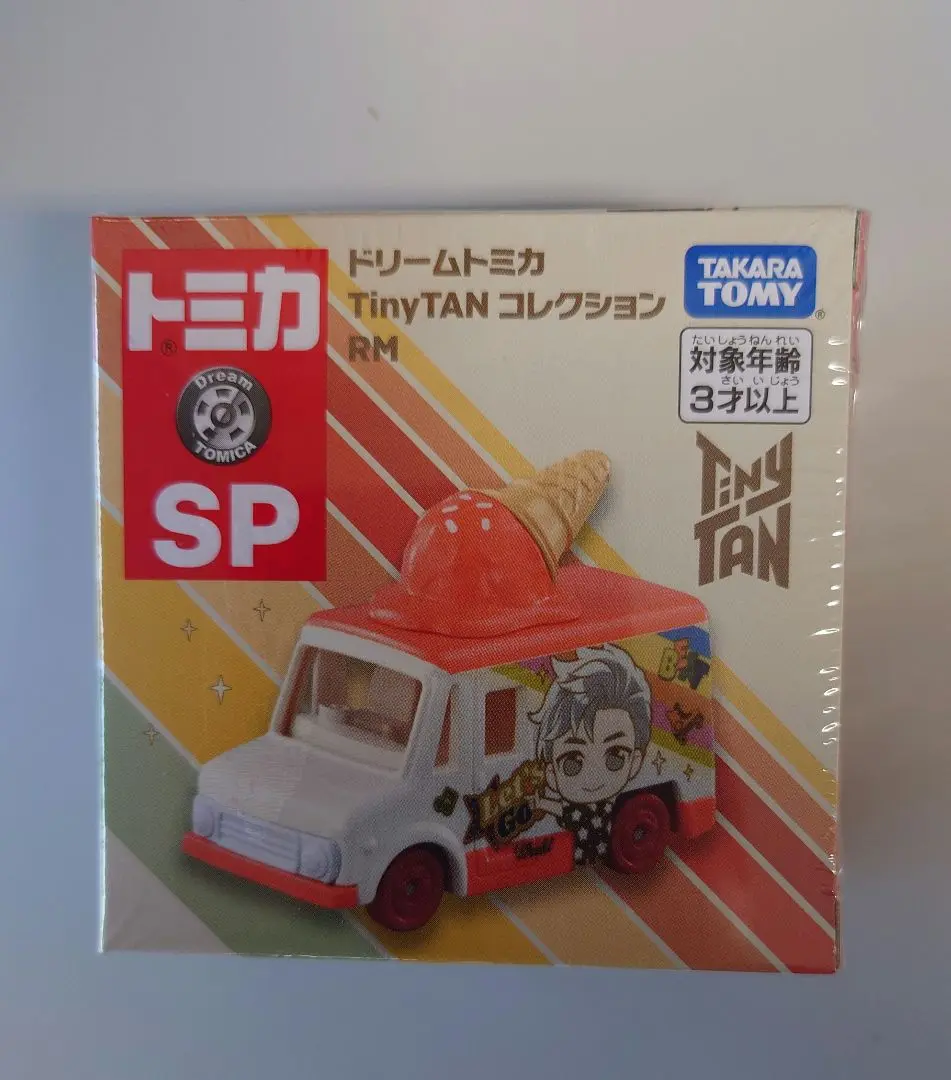 トミカ
®
Dream
TOMICA
SP
ドリームトミカ
TinyTAN コレクション
RM
TAKARA
TOMY
®
たいしょうねんれい
対象年齢
さいいじょう
3才以上
TiNY
TAN
Let's
GO